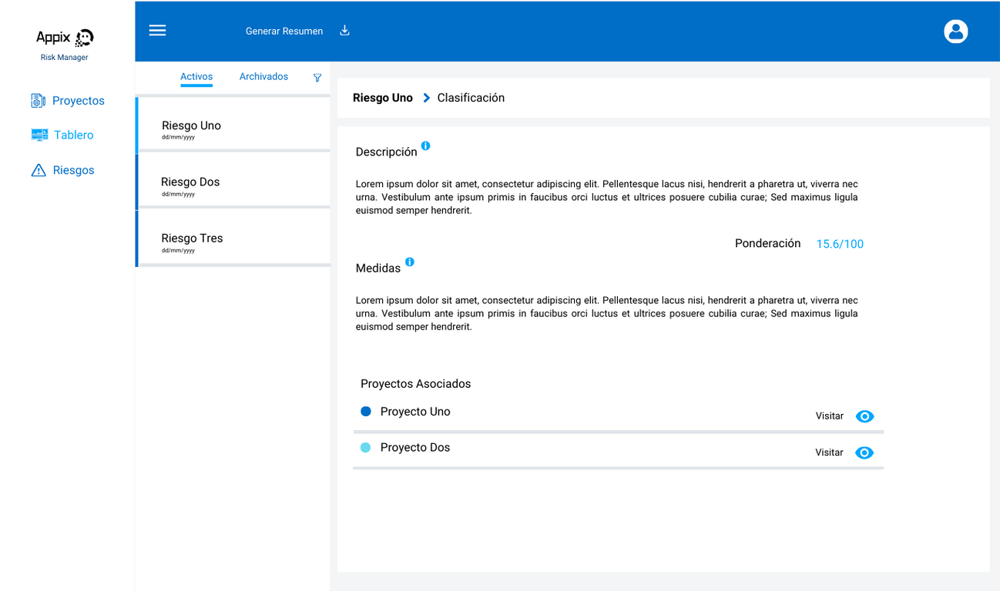 Appix
Risk Manager
Proyectos
Tablero
Riesgos
Generar Resumen
Activos Archivados
Riesgo Uno
dd/mm/yyyy
Riesgo Dos
dd/mm/yyyy
Riesgo Tres
dd/mm/yyyy
Riesgo Uno Clasificación
Descripción
Lorem ipsum dolor sit amet, consectetur adipiscing elit. Pellentesque lacus nisi, hendrerit a pharetra ut, viverra nec
urna. Vestibulum ante ipsum primis in faucibus orci luctus et ultrices posuere cubilia curae; Sed maximus ligula
euismod semper hendrerit.
Ponderación 15.6/100
Medidas
Lorem ipsum dolor sit amet, consectetur adipiscing elit. Pellentesque lacus nisi, hendrerit a pharetra ut, viverra nec
urna. Vestibulum ante ipsum primis in faucibus orci luctus et ultrices posuere cubilia curae; Sed maximus ligula
euismod semper hendrerit.
Proyectos Asociados
Proyecto Uno Visitar
Proyecto Dos Visitar